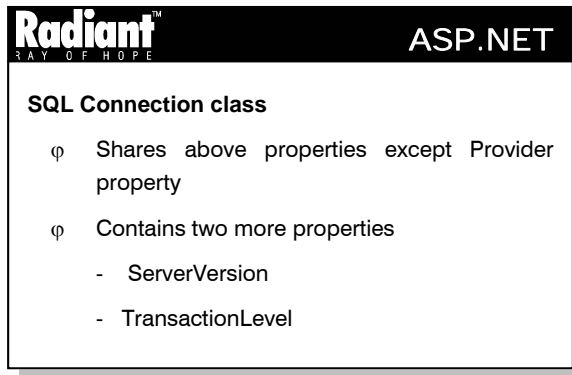 Radiant™
RAY OF HOPE
ASP.NET
SQL Connection class
φ Shares above properties except Provider
property
φ Contains two more properties
- ServerVersion
- TransactionLevel